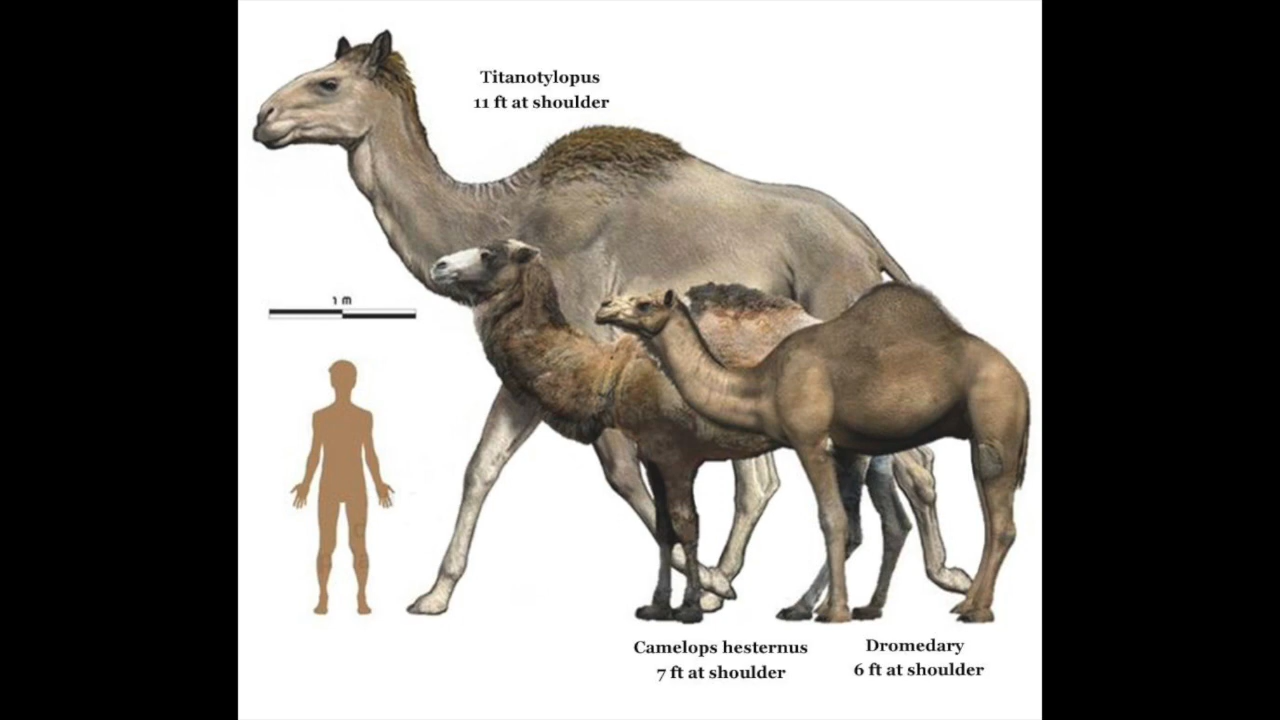 Titanotylopus
11 ft at shoulder
1 m
Camelops hesternus
7 ft at shoulder
Dromedary
6 ft at shoulder